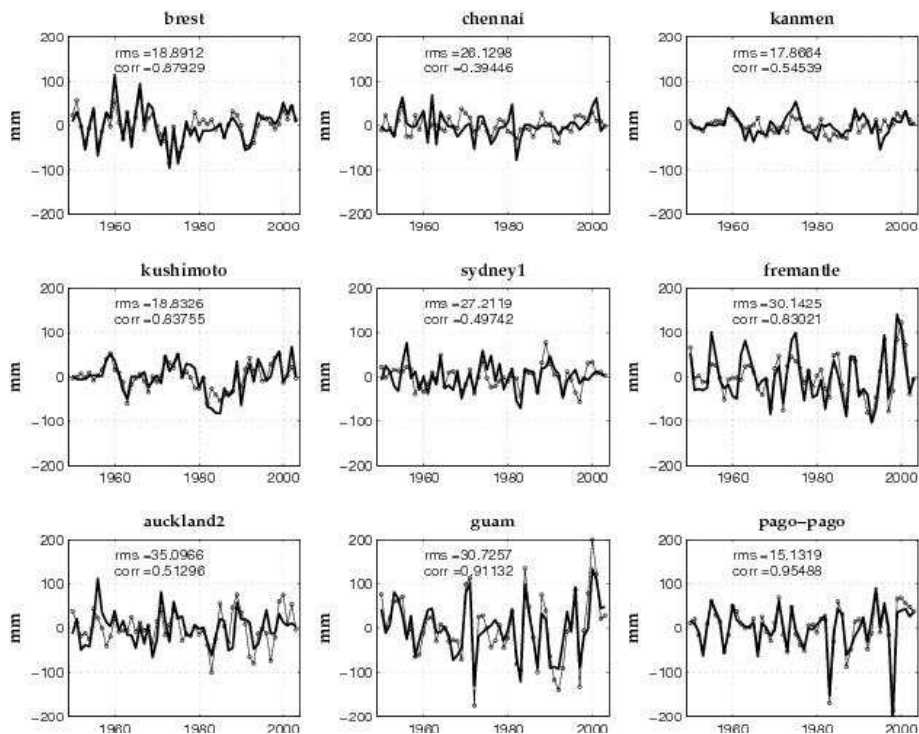 brest
chennai
kanmen
200
100
0
−100
−200
mm
rms =18.8912
corr =0.87929
1960
1980
2000
200
100
0
−100
−200
mm
rms =26.1298
corr =0.39446
1960
1980
2000
200
100
0
−100
−200
mm
rms =17.8664
corr =0.54539
1960
1980
2000
kushimoto
sydney1
fremantle
200
100
0
−100
−200
mm
rms =18.8326
corr =0.83755
1960
1980
2000
200
100
0
−100
−200
mm
rms =27.2119
corr =0.49742
1960
1980
2000
200
100
0
−100
−200
mm
rms =30.1425
corr =0.83021
1960
1980
2000
auckland2
guam
pago−pago
200
100
0
−100
−200
mm
rms =35.0966
corr =0.51296
1960
1980
2000
200
100
0
−100
−200
mm
rms =30.7257
corr =0.91132
1960
1980
2000
200
100
0
−100
−200
mm
rms =15.1319
corr =0.95488
1960
1980
2000